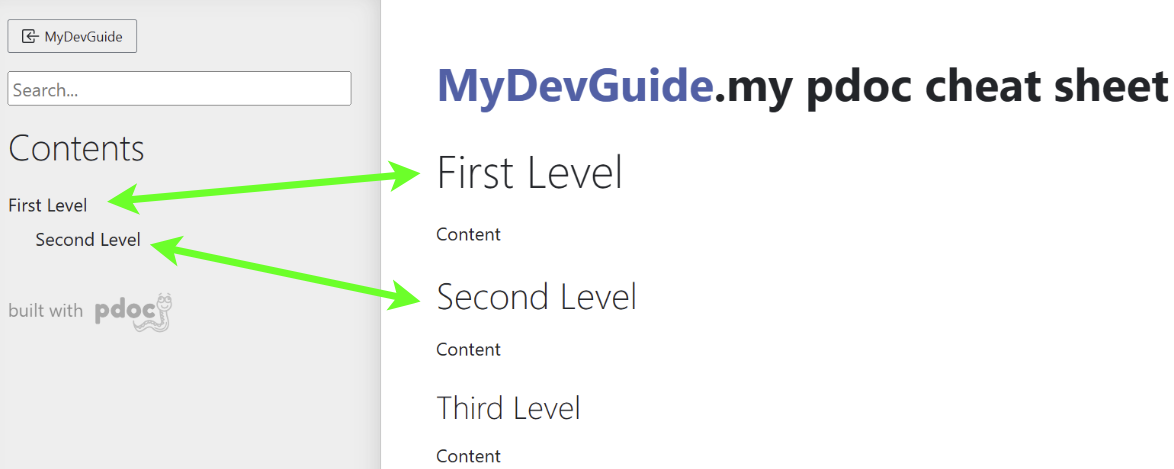 MyDevGuide
Search...
Contents
First Level
Second Level
built with pdoc
MyDevGuide.my pdoc cheat sheet
First Level
Content
Second Level
Content
Third Level
Content